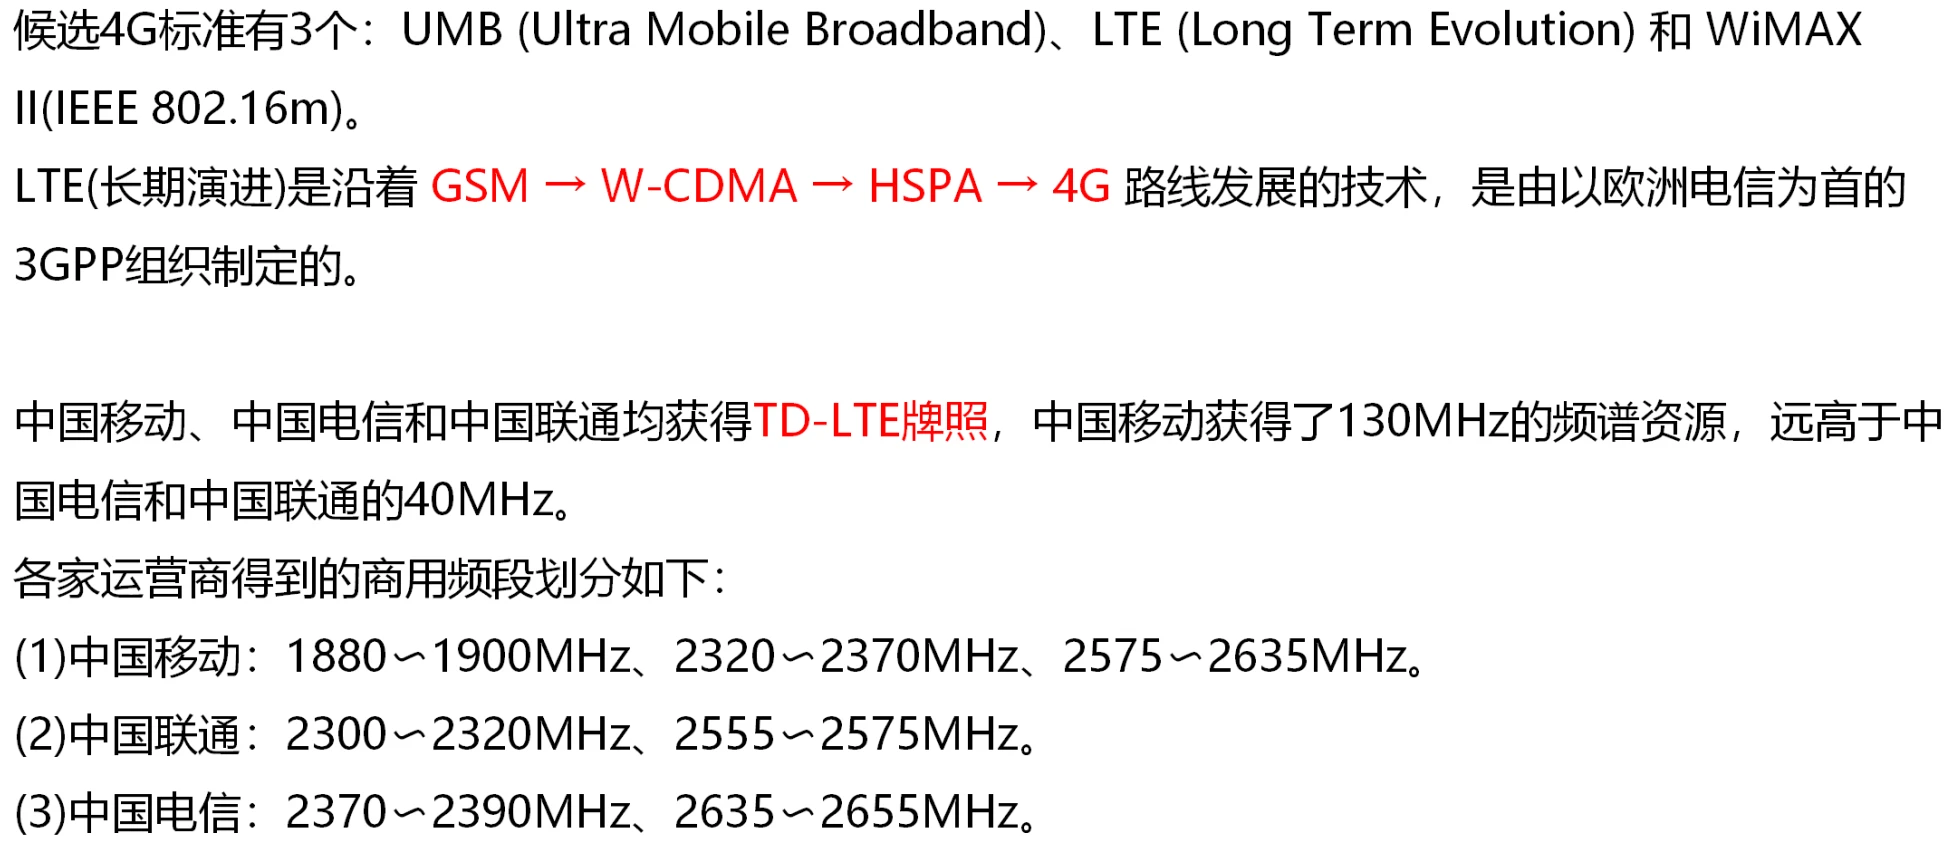 候选4G标准有3个：UMB (Ultra Mobile Broadband)、LTE (Long Term Evolution) 和 WiMAX
II(IEEE 802.16m)。
LTE(长期演进)是沿着 GSM → W-CDMA → HSPA → 4G 路线发展的技术，是由以欧洲电信为首的
3GPP组织制定的。
中国移动、中国电信和中国联通均获得TD-LTE牌照，中国移动获得了130MHz的频谱资源，远高于中
国电信和中国联通的40MHz。
各家运营商得到的商用频段划分如下：
(1)中国移动：1880∽1900MHz、2320∽2370MHz、2575∽2635MHz。
(2)中国联通：2300∽2320MHz、2555∽2575MHz。
(3)中国电信：2370∽2390MHz、2635∽2655MHz。